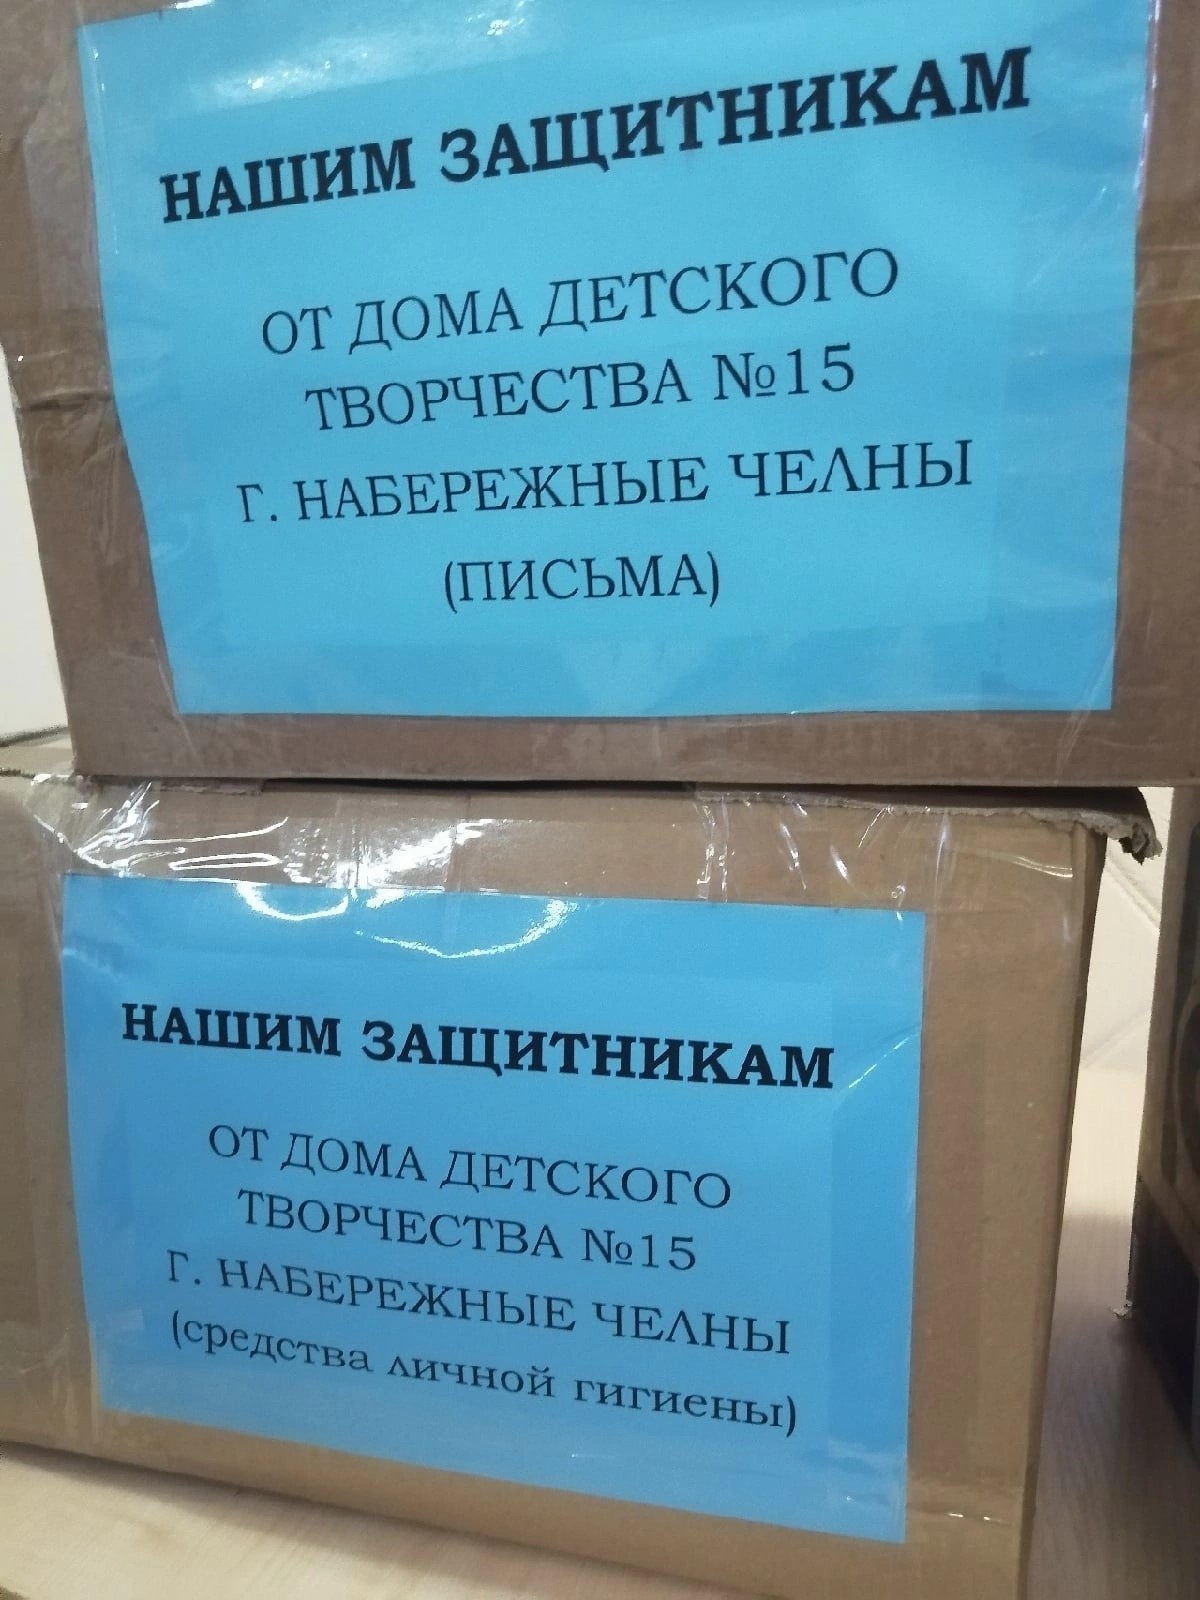 НАШИМ ЗАЩИТНИКАМ
ОТ ДОМА ДЕТСКОГО
ТВОРЧЕСТВА №15
Г. НАБЕРЕЖНЫЕ ЧЕЛНЫ
(ПИСЬМА)
НАШИМ ЗАЩИТНИКАМ
ОТ ДОМА ДЕТСКОГО
ТВОРЧЕСТВА №15
Г. НАБЕРЕЖНЫЕ ЧЕЛНЫ
(средства личной гигиены)